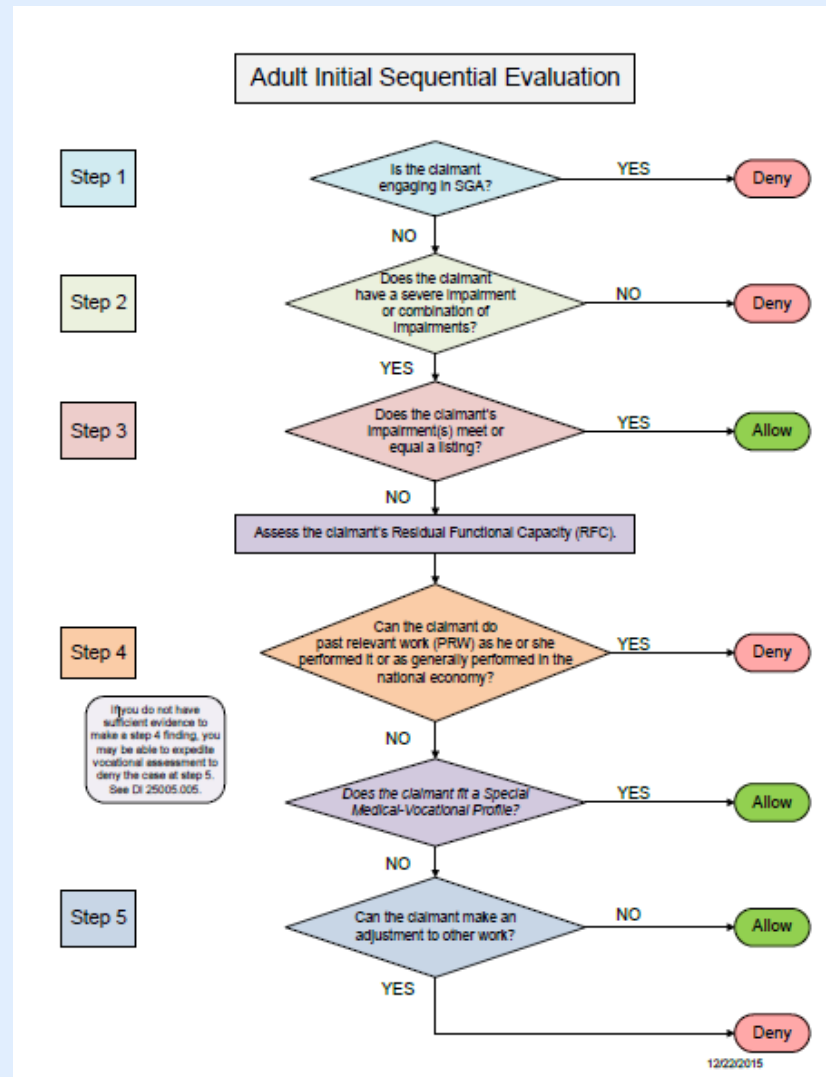 Adult Initial Sequential Evaluation
Step 1
Is the claimant
engaging in SGA?
YES
Deny
NO
Step 2
Does the claimant
have a severe impairment
or combination of
impairments?
NO
Deny
YES
Step 3
Does the claimant's
impairment(s) meet or
equal a listing?
YES
Allow
NO
Assess the claimant's Residual Functional Capacity (RFC).
Step 4
Can the claimant do
past relevant work (PRW) as he or she
performed it or as generally performed in the
national economy?
YES
Deny
If you do not have
sufficient evidence to
make a step 4 finding, you
may be able to expedite
vocational assessment to
deny the case at step 5.
See DI 25005.005.
NO
Does the claimant fit a Special
Medical-Vocational Profile?
YES
Allow
NO
Step 5
Can the claimant make an
adjustment to other work?
NO
Allow
YES
Deny
12/22/2015